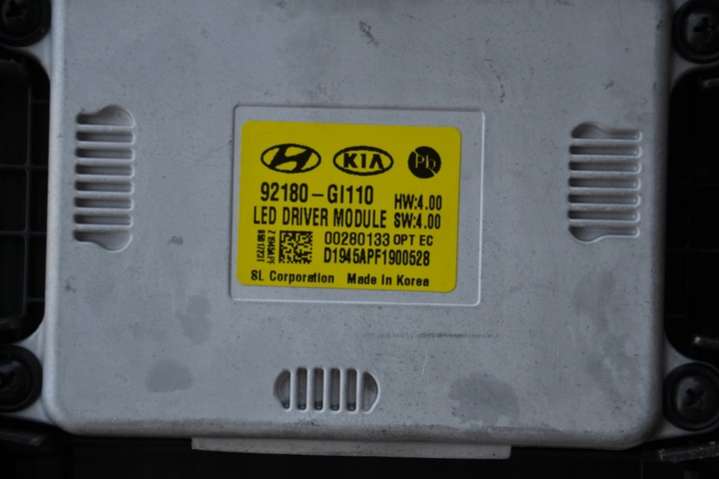 KIA Pb
92180-GI110 HW:4.00
LED DRIVER MODULE SW:4.00
00280133 OPT EC
D1945APF1900528
SL Corporation Made in Korea